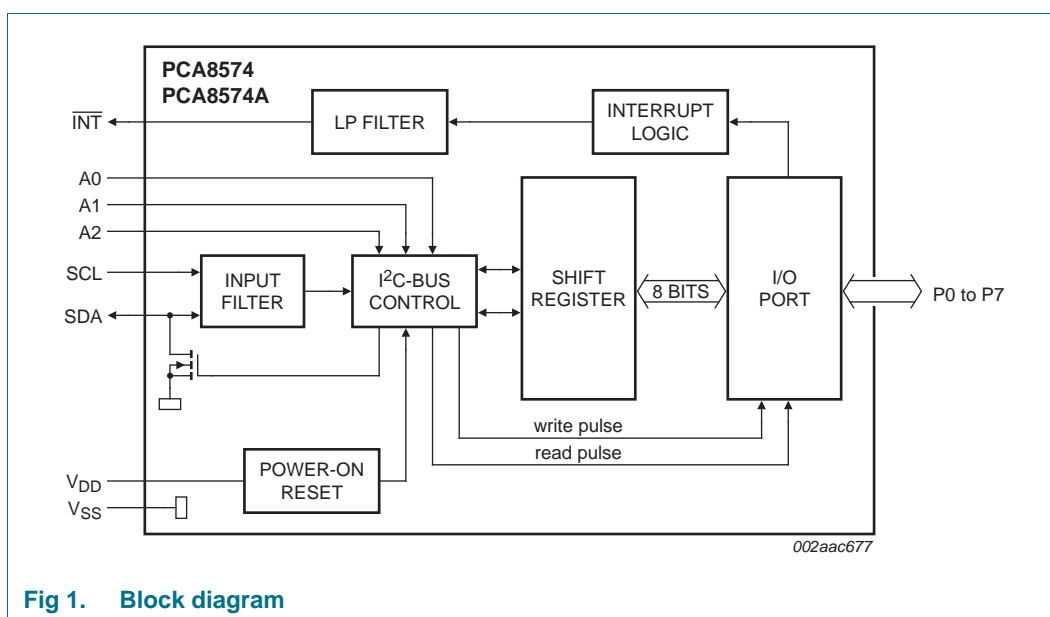 PCA8574
PCA8574A
INT
LP FILTER
INTERRUPT
LOGIC
A0
A1
A2
SCL
SDA
INPUT
FILTER
I2C-BUS
CONTROL
SHIFT
REGISTER
8 BITS
I/O
PORT
P0 to P7
write pulse
read pulse
VDD
VSS
POWER-ON
RESET
002aac677
Fig 1. Block diagram